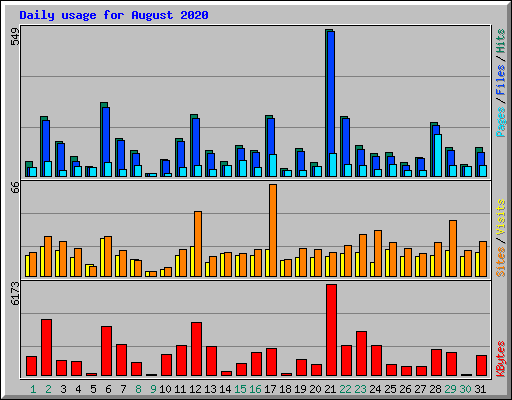 Daily usage for August 2020
549
66
6173
Pages / Files / Hits
Sites / Visits
KBytes
1 2 3 4 5 6 7 8 9 10 11 12 13 14 15 16 17 18 19 20 21 22 23 24 25 26 27 28 29 30 31